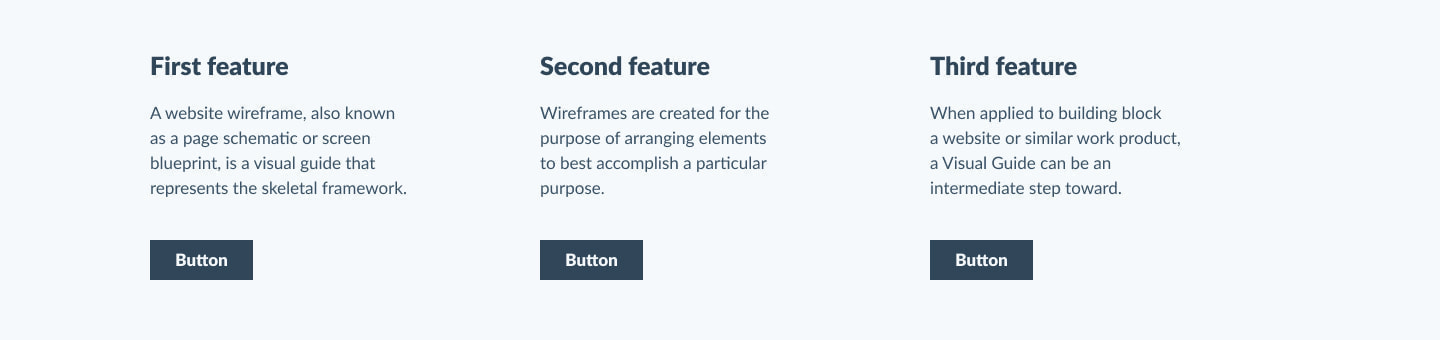 First feature
A website wireframe, also known
as a page schematic or screen
blueprint, is a visual guide that
represents the skeletal framework.
Button
Second feature
Wireframes are created for the
purpose of arranging elements
to best accomplish a particular
purpose.
Button
Third feature
When applied to building block
a website or similar work product,
a Visual Guide can be an
intermediate step toward.
Button